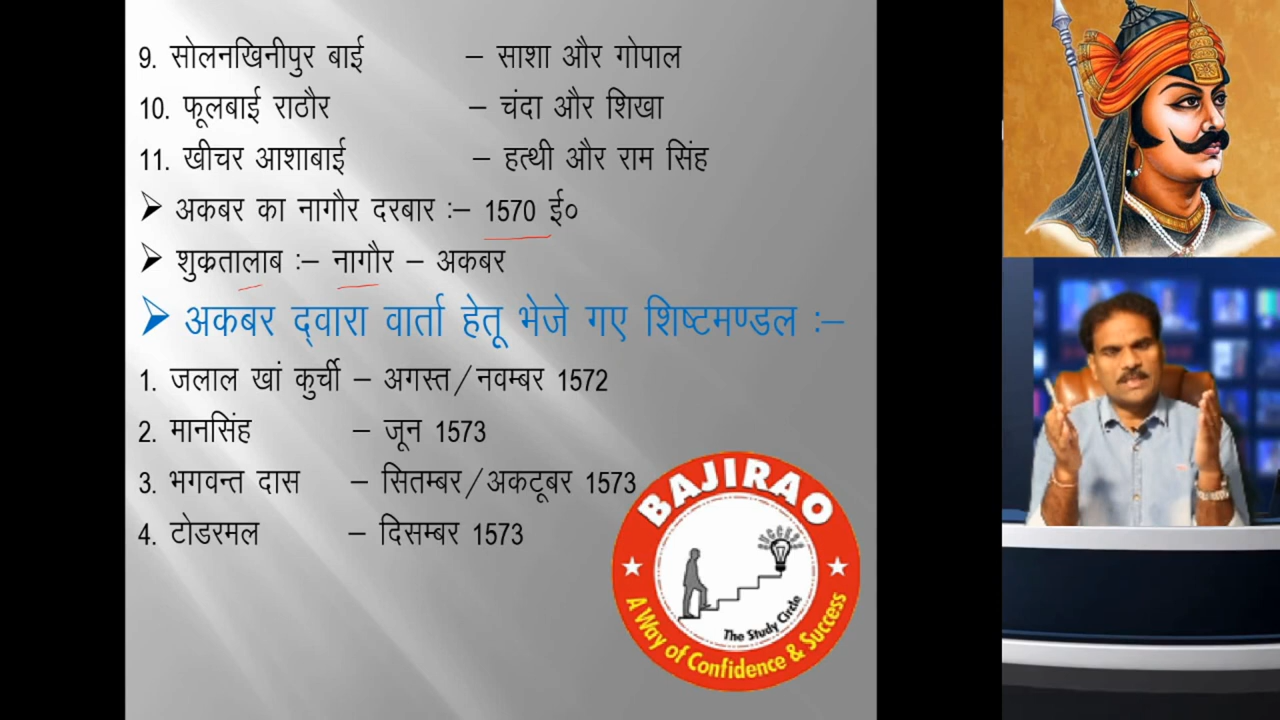 9. सोलनखिनीपुर बाई – साशा और गोपाल
10. फूलबाई राठौर – चंदा और शिखा
11. खीचर आशाबाई – हत्थी और राम सिंह
➢ अकबर का नागौर दरबार :– 1570 ई०
➢ शुक्रतालाब :– नागौर – अकबर
➢ अकबर द्वारा वार्ता हेतू भेजे गए शिष्टमण्डल :–
1. जलाल खां कुर्ची – अगस्त/नवम्बर 1572
2. मानसिंह – जून 1573
3. भगवन्त दास – सितम्बर/अकटूबर 1573
4. टोडरमल – दिसम्बर 1573
BAJIRAO
SUCCESS
The Study Circle
A Way of Confidence & Success